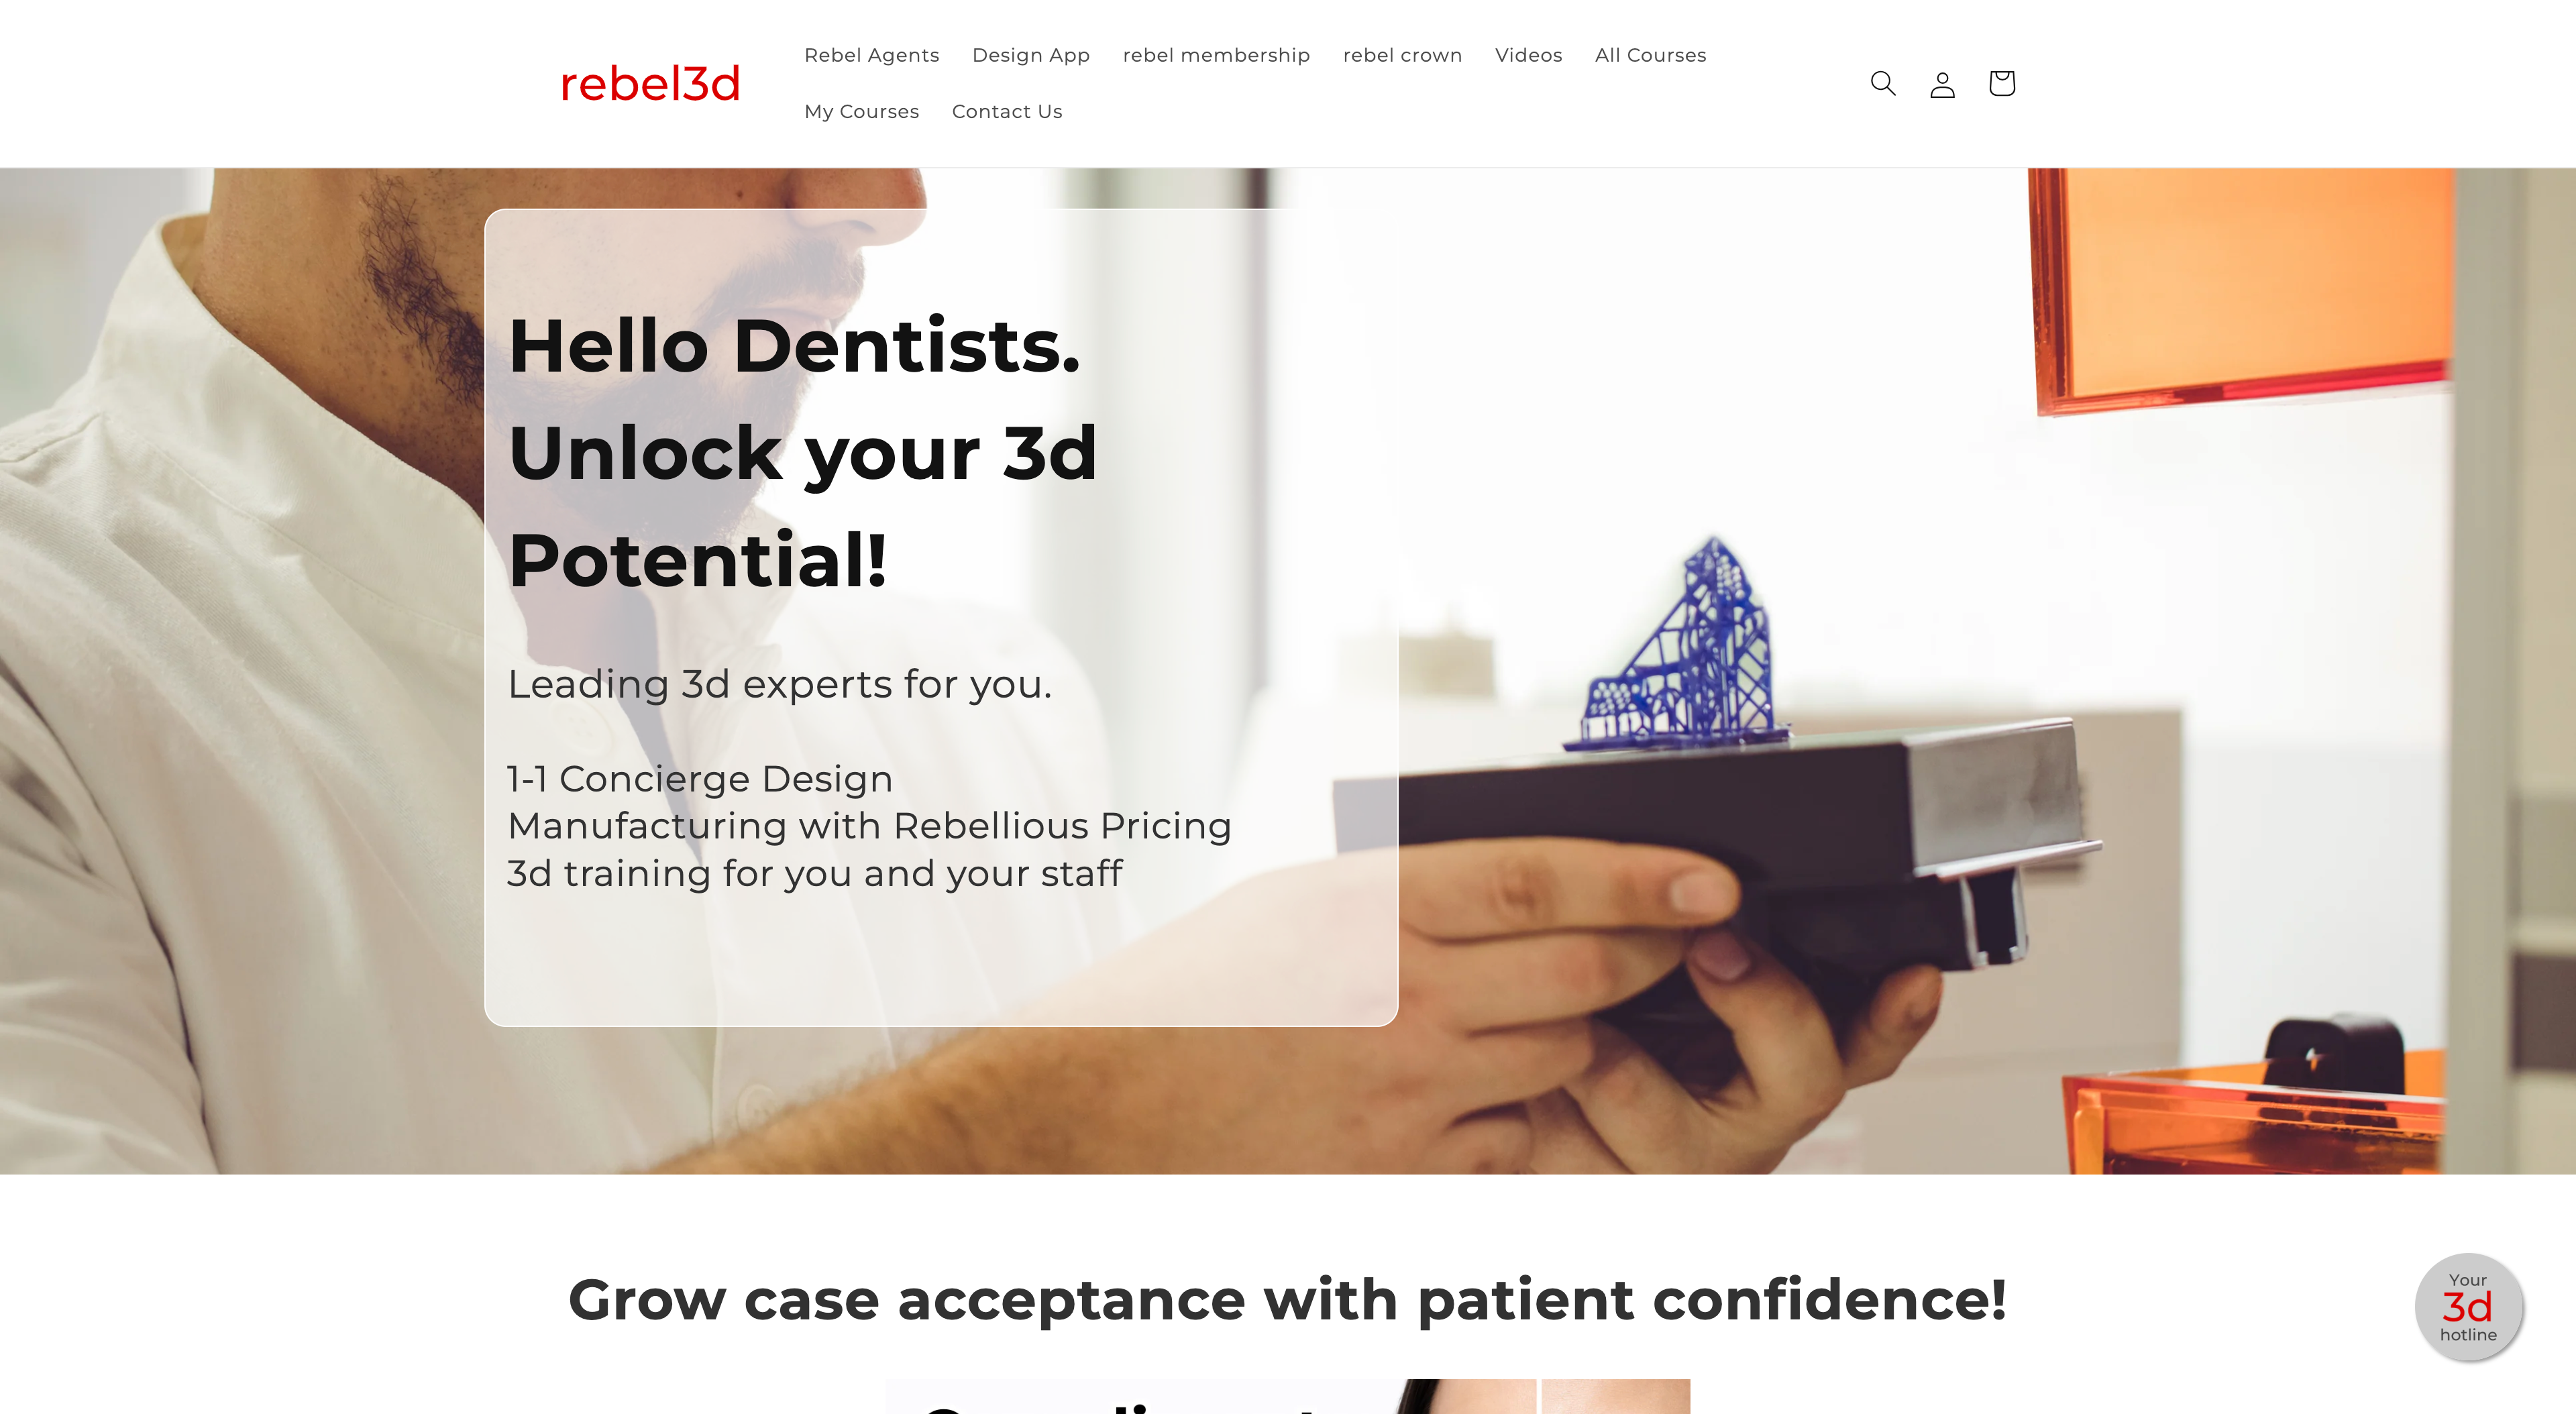 rebel3d
Rebel Agents
Design App
rebel membership
rebel crown
Videos
All Courses
My Courses
Contact Us
Hello Dentists.
Unlock your 3d
Potential!
Leading 3d experts for you.
1-1 Concierge Design
Manufacturing with Rebellious Pricing
3d training for you and your staff
Grow case acceptance with patient confidence!
Your
3d
hotline